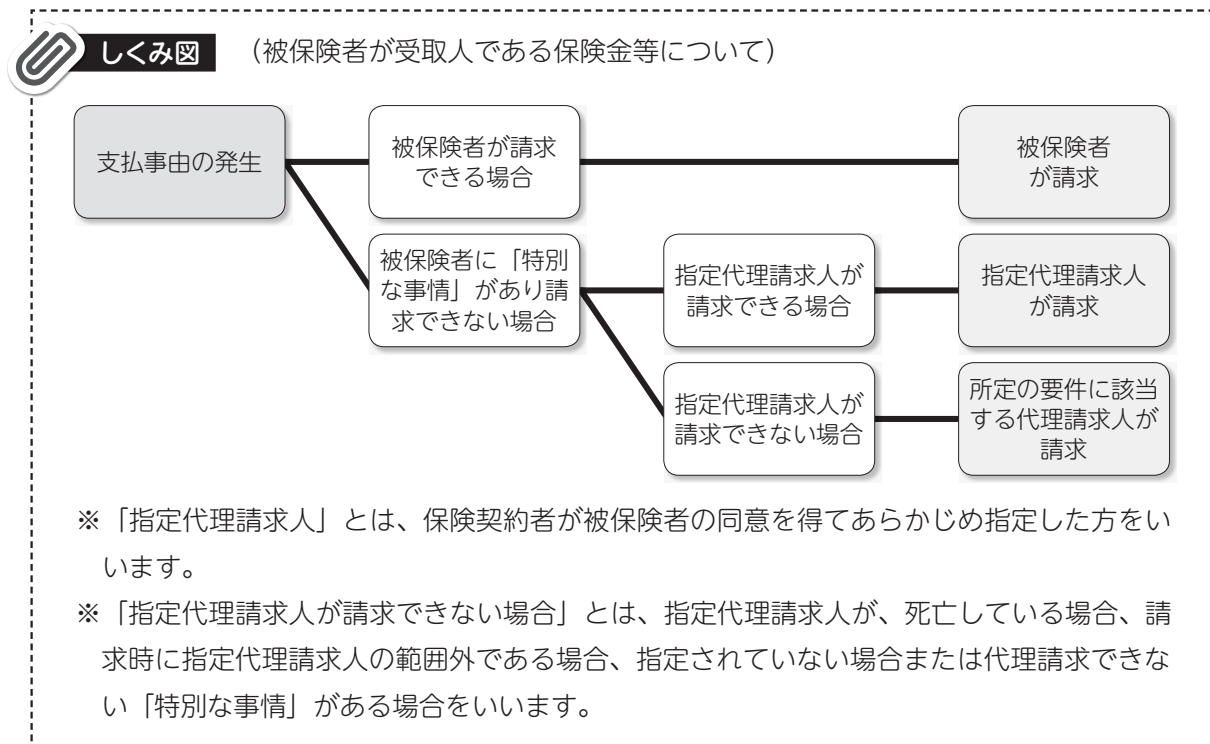 しくみ図 （被保険者が受取人である保険金等について）
支払事由の発生
被保険者が請求
できる場合
被保険者
が請求
被保険者に「特別
な事情」があり請
求できない場合
指定代理請求人が
請求できる場合
指定代理請求人
が請求
指定代理請求人が
請求できない場合
所定の要件に該当
する代理請求人が
請求
※「指定代理請求人」とは、保険契約者が被保険者の同意を得てあらかじめ指定した方をい
います。
※「指定代理請求人が請求できない場合」とは、指定代理請求人が、死亡している場合、請
求時に指定代理請求人の範囲外である場合、指定されていない場合または代理請求できな
い「特別な事情」がある場合をいいます。